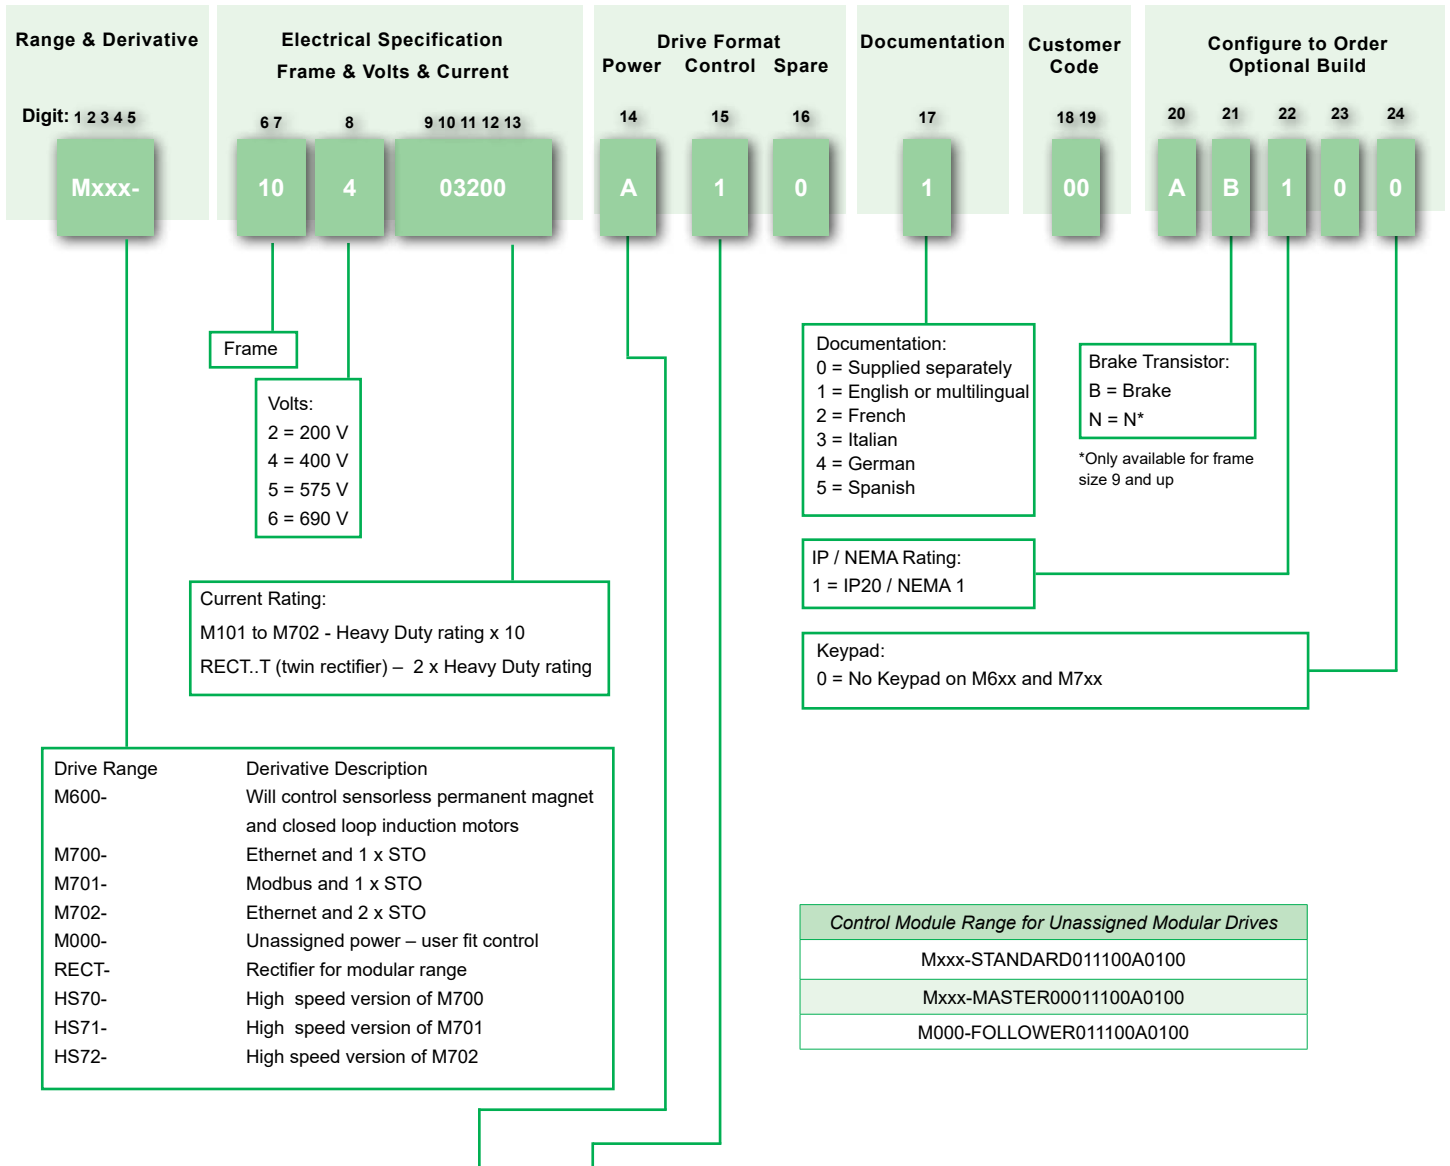 Range & Derivative
Electrical Specification
Frame & Volts & Current
Drive Format
Power Control Spare
Documentation
Customer
Code
Configure to Order
Optional Build
Digit: 1 2 3 4 5
6 7
8
9 10 11 12 13
14
15
16
17
18 19
20
21
22
23
24
Mxxx-
10
4
03200
A
1
0
1
00
A
B
1
0
0
Frame
Volts:
2 = 200 V
4 = 400 V
5 = 575 V
6 = 690 V
Documentation:
0 = Supplied separately
1 = English or multilingual
2 = French
3 = Italian
4 = German
5 = Spanish
Brake Transistor:
B = Brake
N = N*
*Only available for frame
size 9 and up
IP / NEMA Rating:
1 = IP20 / NEMA 1
Current Rating:
M101 to M702 - Heavy Duty rating x 10
RECT..T (twin rectifier) – 2 x Heavy Duty rating
Keypad:
0 = No Keypad on M6xx and M7xx
Drive Range Derivative Description
M600- Will control sensorless permanent magnet
and closed loop induction motors
M700- Ethernet and 1 x STO
M701- Modbus and 1 x STO
M702- Ethernet and 2 x STO
M000- Unassigned power – user fit control
RECT- Rectifier for modular range
HS70- High speed version of M700
HS71- High speed version of M701
HS72- High speed version of M702
Control Module Range for Unassigned Modular Drives
Mxxx-STANDARD011100A0100
Mxxx-MASTER00011100A0100
M000-FOLLOWER011100A0100